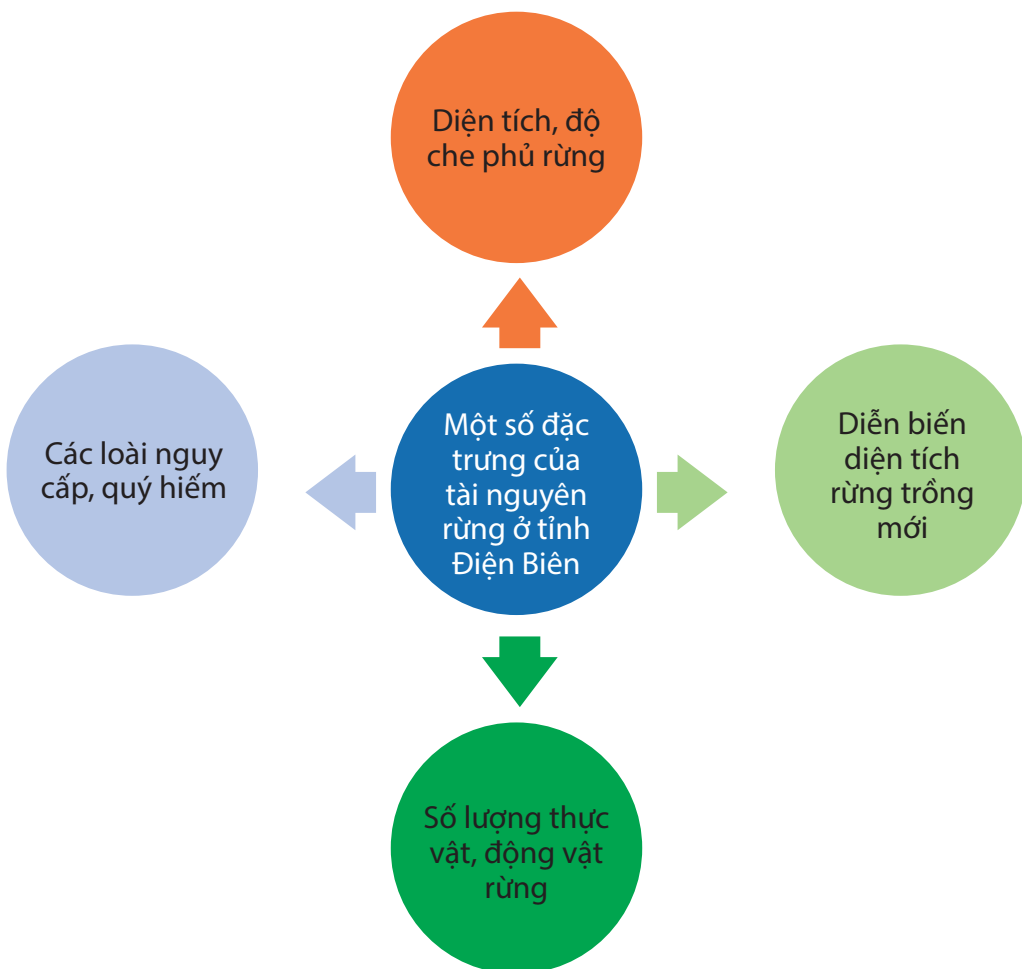 Diện tích, độ
che phủ rừng
Các loài nguy
cấp, quý hiếm
Một số đặc
trưng của
tài nguyên
rừng ở tỉnh
Điện Biên
Diễn biến
diện tích
rừng trồng
mới
Số lượng thực
vật, động vật
rừng